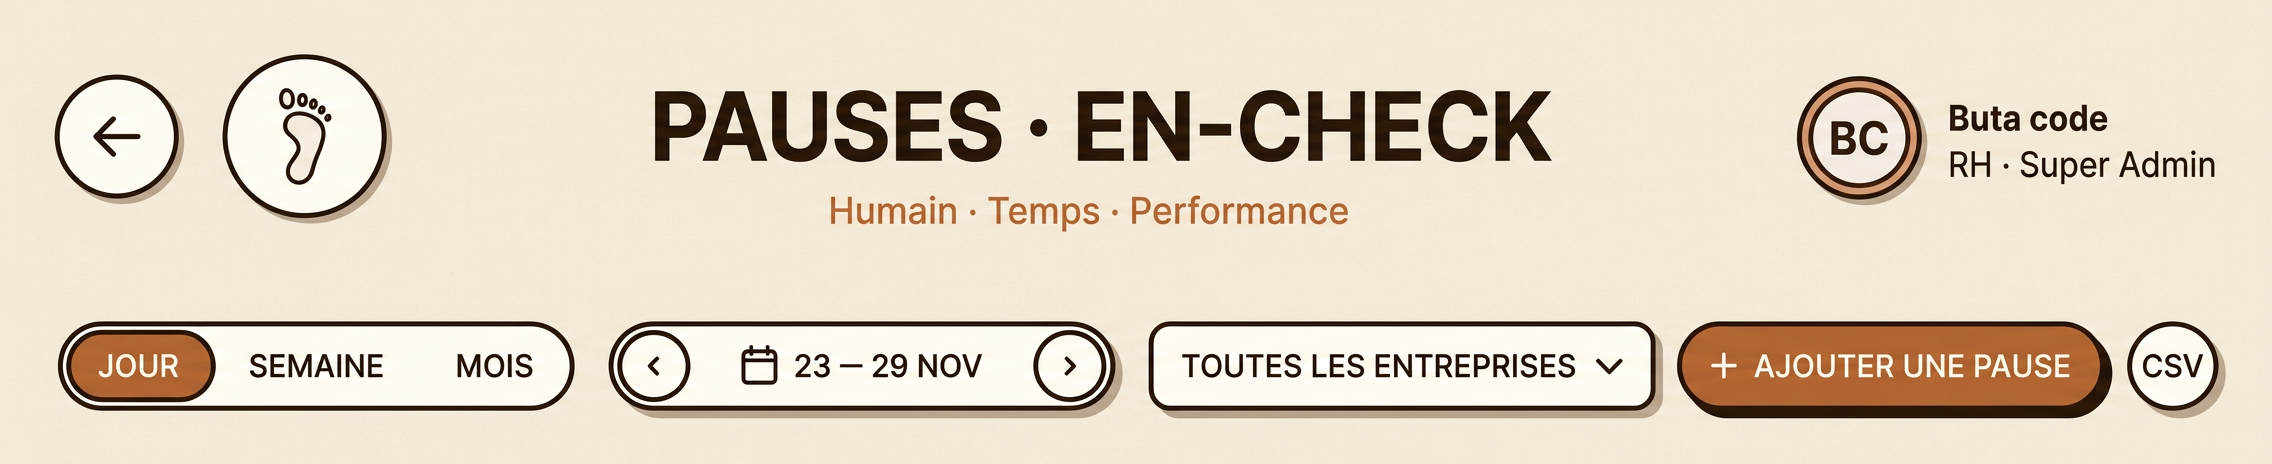 PAUSES · EN-CHECK
Humain · Temps · Performance
BC
Buta code
RH · Super Admin
JOUR SEMAINE MOIS
23 — 29 NOV
TOUTES LES ENTREPRISES
+ AJOUTER UNE PAUSE
CSV